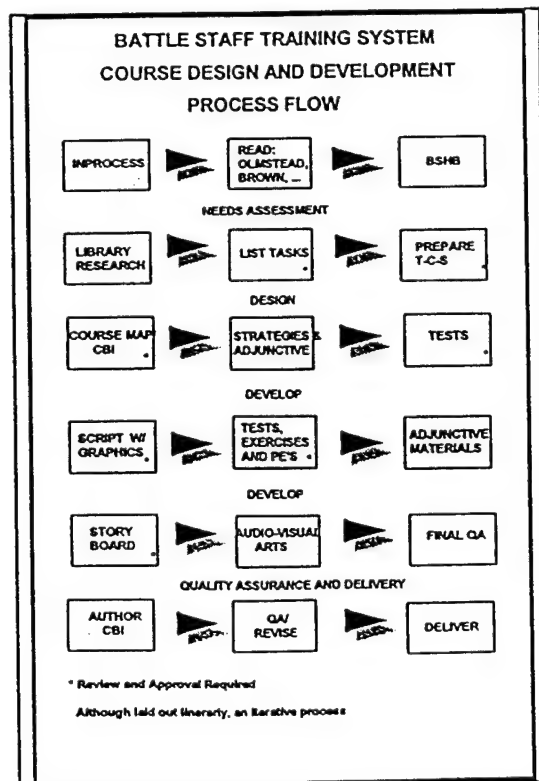 BATTLE STAFF TRAINING SYSTEM
COURSE DESIGN AND DEVELOPMENT
PROCESS FLOW
INPROCESS
READ:
OLMSTEAD,
BROWN, ...
BSHB
NEEDS ASSESSMENT
LIBRARY
RESEARCH
LIST TASKS
*
PREPARE
T-C-S
*
DESIGN
COURSE MAP/
CBI *
STRATEGIES &
ADJUNCTIVE
TESTS
*
DEVELOP
SCRIPT W/
GRAPHICS *
TESTS,
EXERCISES
AND PE'S *
ADJUNCTIVE
MATERIALS
DEVELOP
STORY
BOARD *
AUDIO-VISUAL
ARTS
FINAL QA
QUALITY ASSURANCE AND DELIVERY
AUTHOR
CBI
QA/
REVISE
DELIVER
* Review and Approval Required
Although laid out linerarly, an iterative process